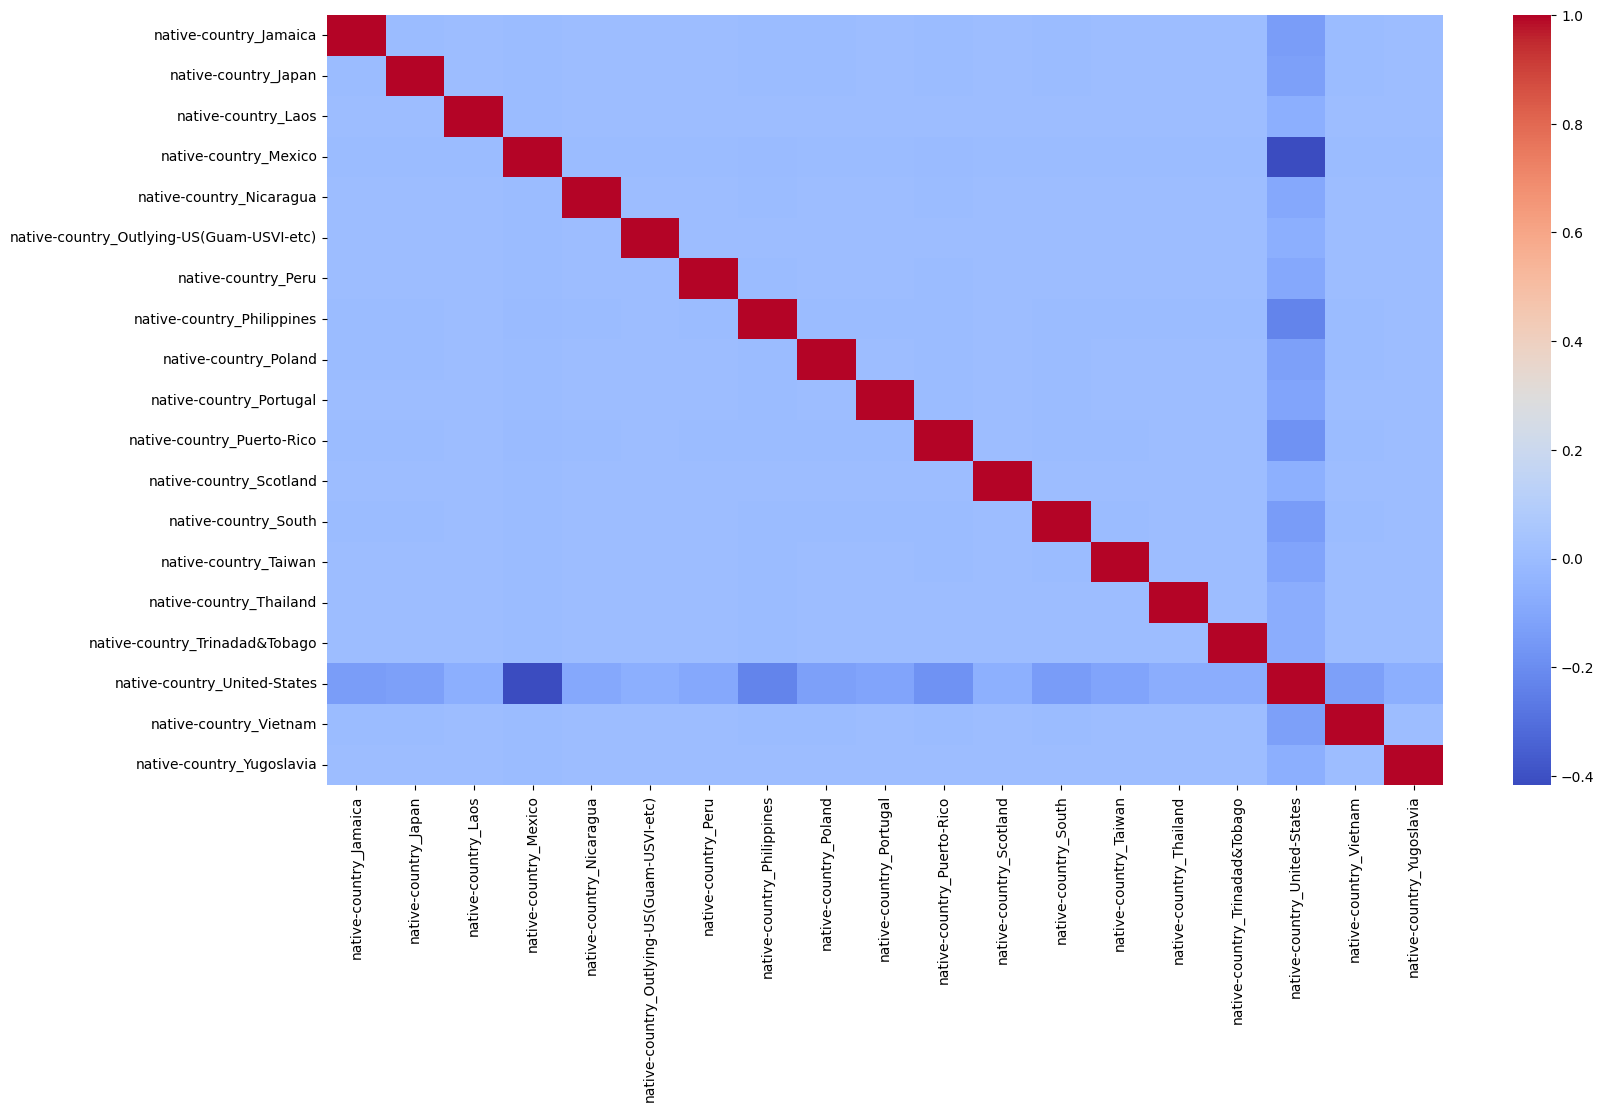 native-country_Jamaica
native-country_Japan
native-country_Laos
native-country_Mexico
native-country_Nicaragua
native-country_Outlying-US(Guam-USVI-etc)
native-country_Peru
native-country_Philippines
native-country_Poland
native-country_Portugal
native-country_Puerto-Rico
native-country_Scotland
native-country_South
native-country_Taiwan
native-country_Thailand
native-country_Trinadad&Tobago
native-country_United-States
native-country_Vietnam
native-country_Yugoslavia
native-country_Jamaica
native-country_Japan
native-country_Laos
native-country_Mexico
native-country_Nicaragua
native-country_Outlying-US(Guam-USVI-etc)
native-country_Peru
native-country_Philippines
native-country_Poland
native-country_Portugal
native-country_Puerto-Rico
native-country_Scotland
native-country_South
native-country_Taiwan
native-country_Thailand
native-country_Trinadad&Tobago
native-country_United-States
native-country_Vietnam
native-country_Yugoslavia
1.0
0.8
0.6
0.4
0.2
0.0
−0.2
−0.4